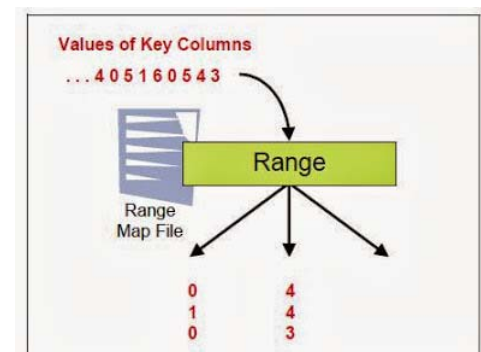 Values of Key Columns
...4 0 5 1 6 0 5 4 3
Range
Range
Map File
0 4
1 4
0 3